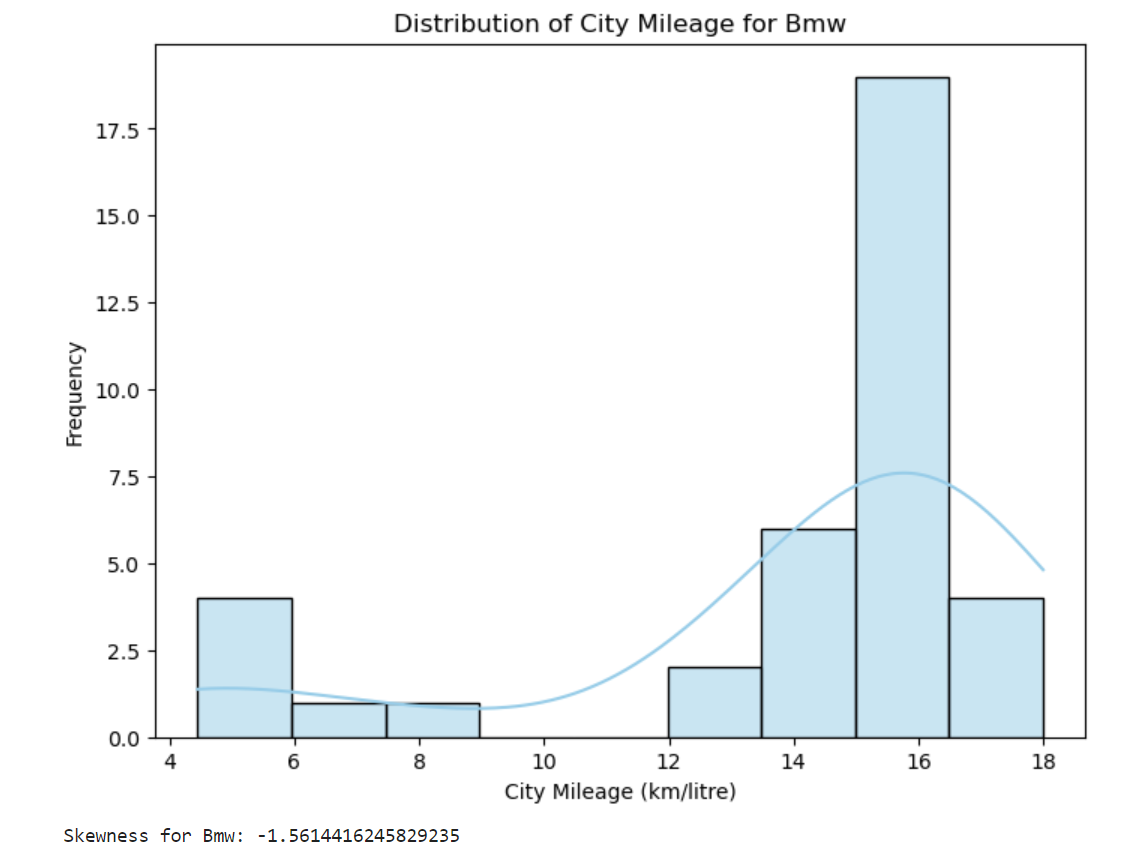 Distribution of City Mileage for Bmw
17.5
15.0
12.5
10.0
7.5
5.0
2.5
0.0
Frequency
4 6 8 10 12 14 16 18
City Mileage (km/litre)
Skewness for Bmw: -1.5614416245829235